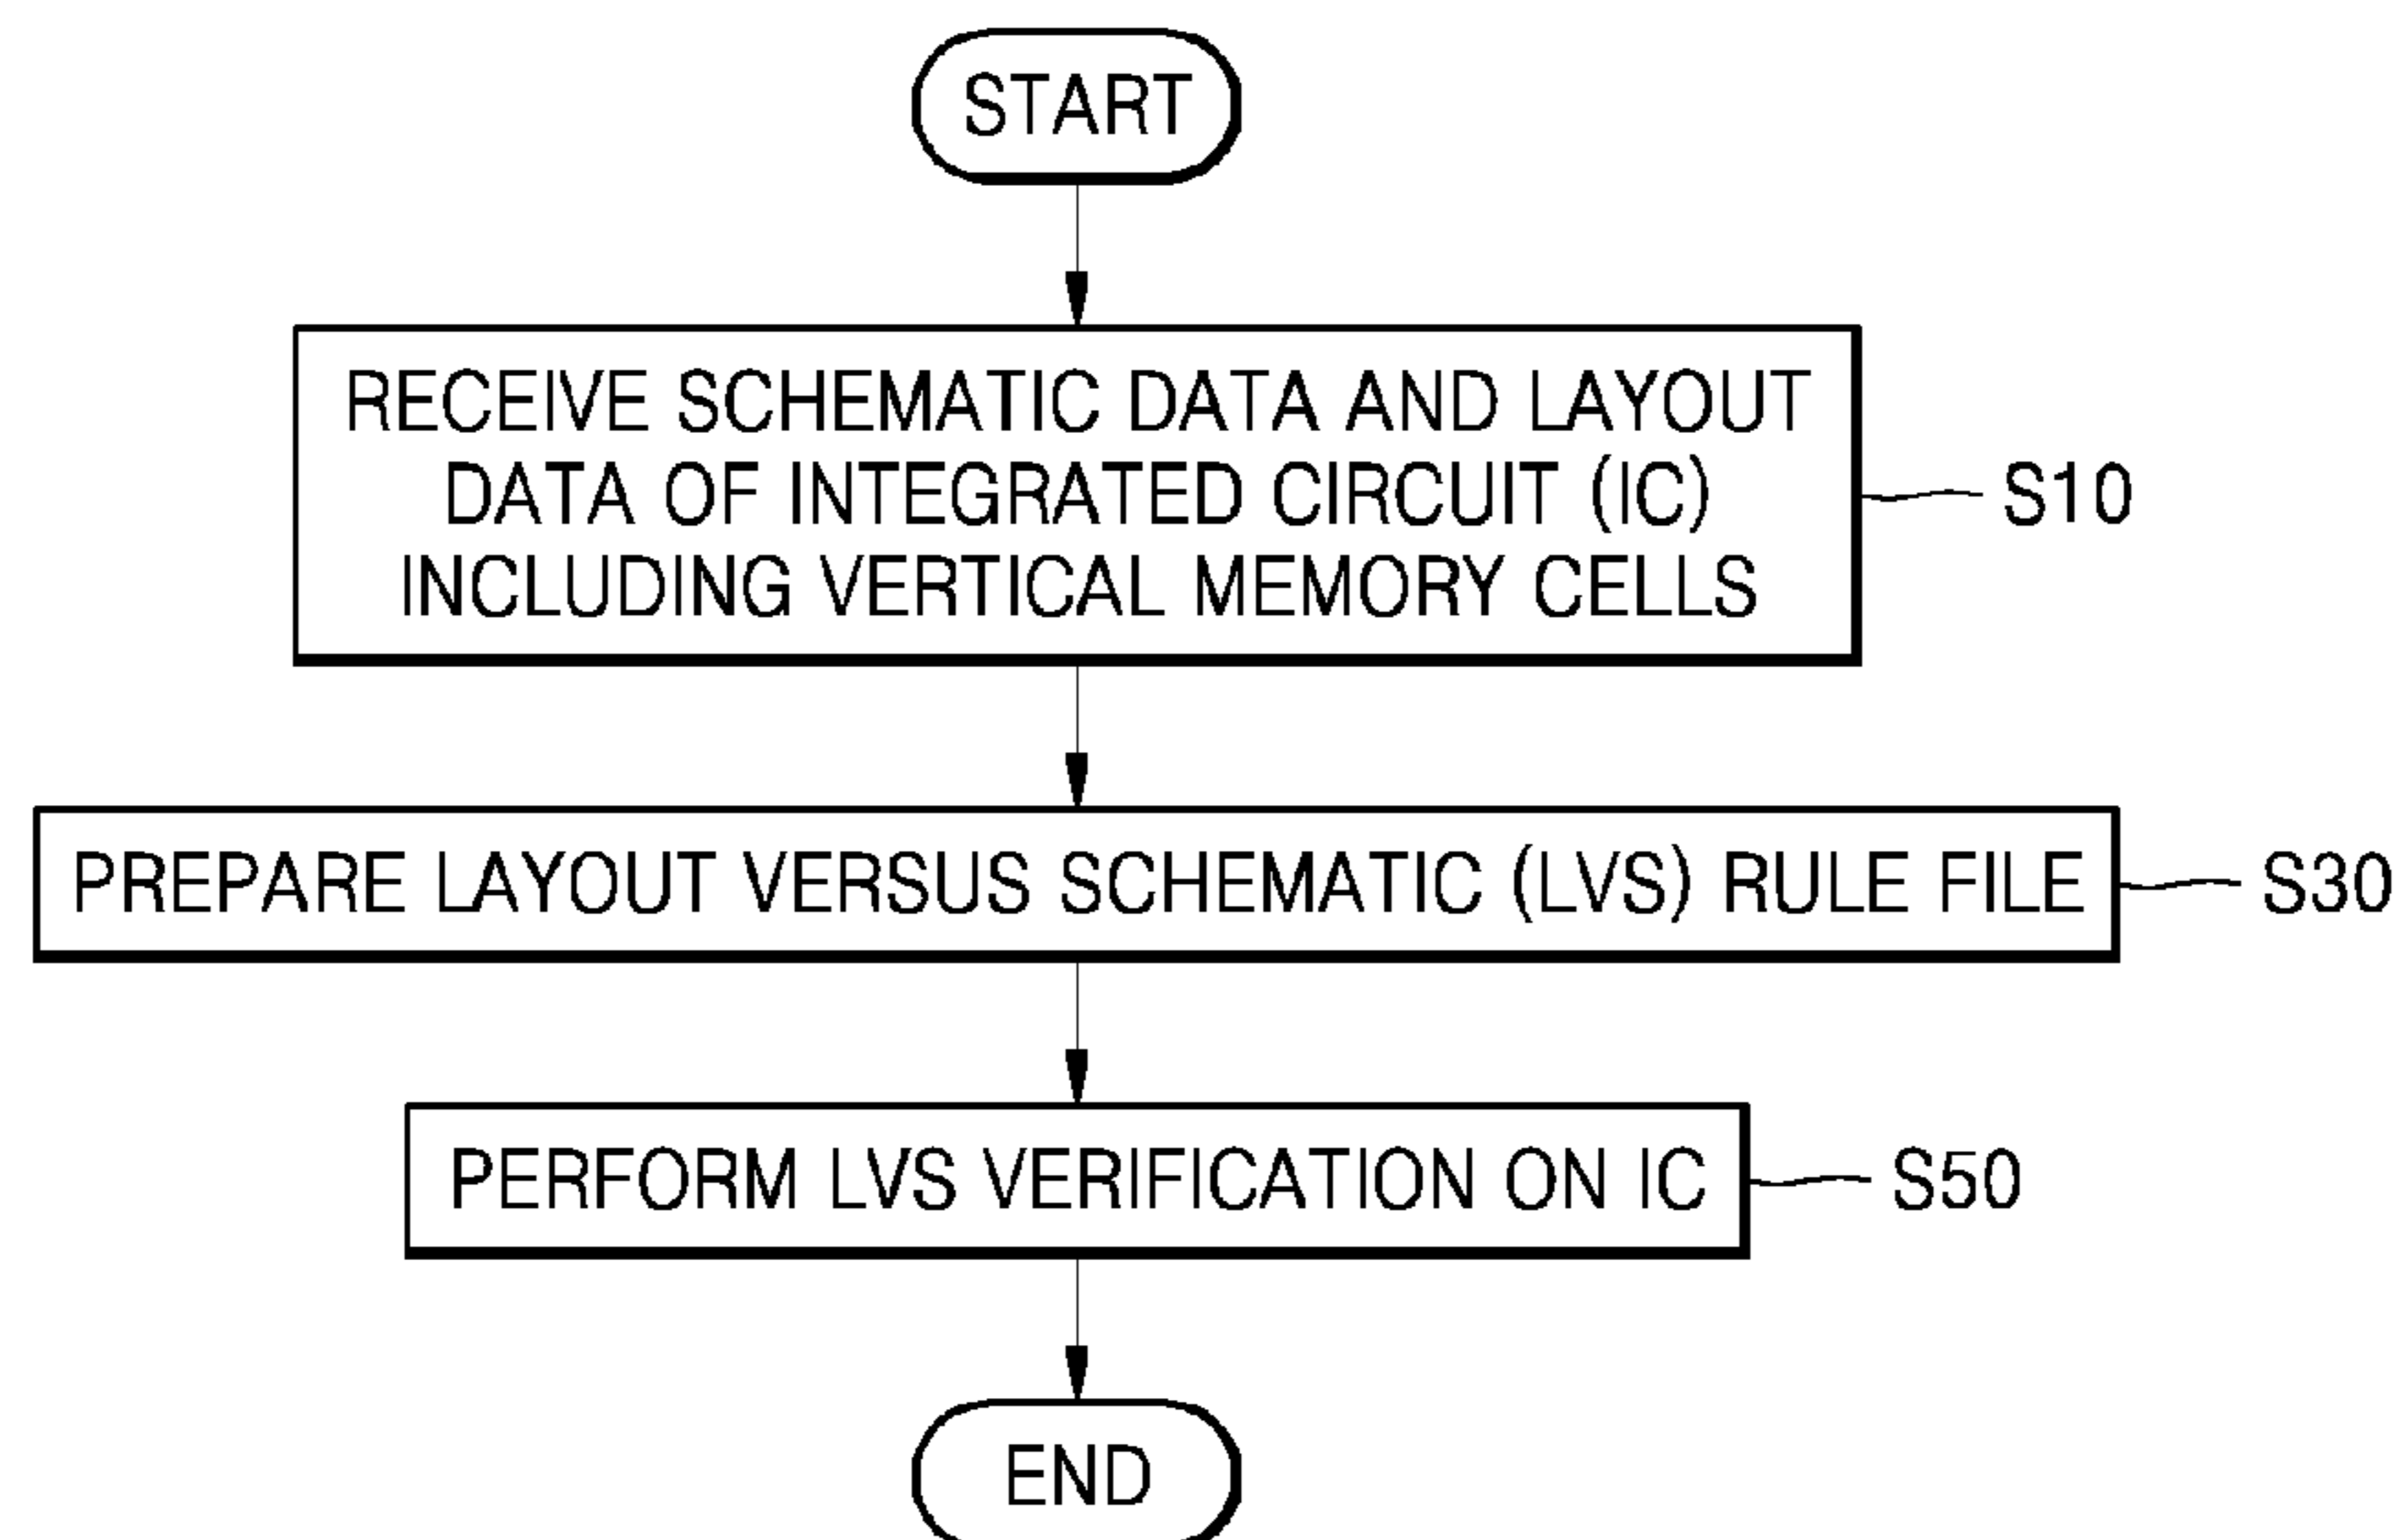 START
RECEIVE SCHEMATIC DATA AND LAYOUT
DATA OF INTEGRATED CIRCUIT (IC)
INCLUDING VERTICAL MEMORY CELLS
S10
PREPARE LAYOUT VERSUS SCHEMATIC (LVS) RULE FILE
S30
PERFORM LVS VERIFICATION ON IC
S50
END